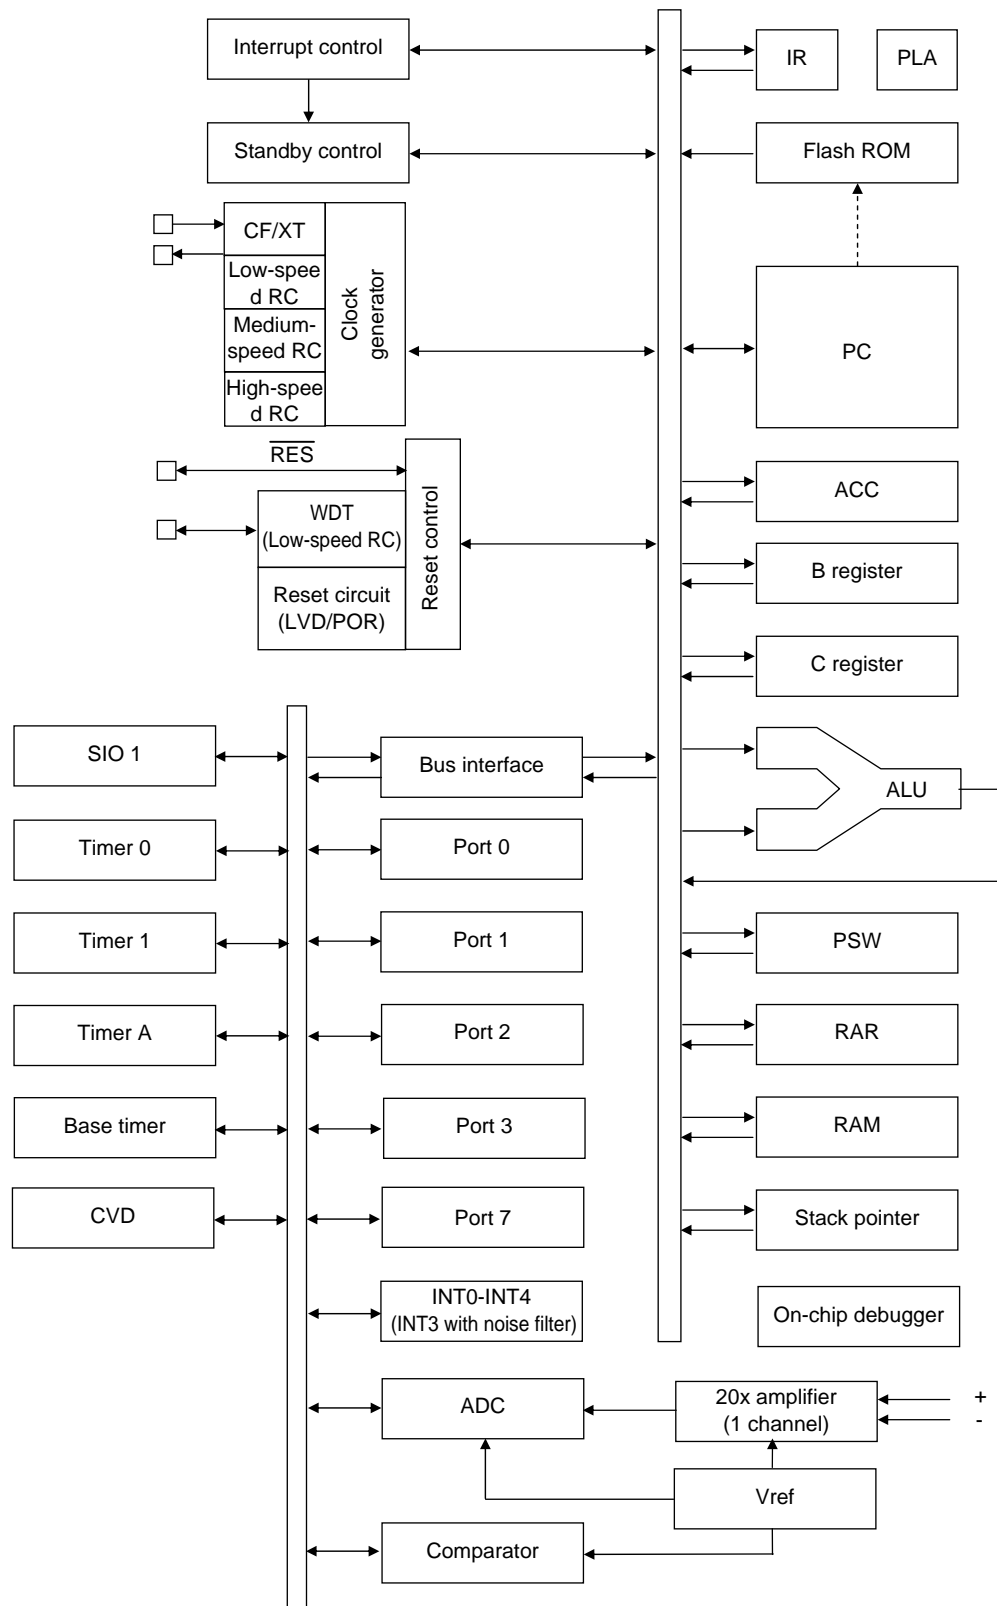 Interrupt control
IR
PLA
Standby control
Flash ROM
CF/XT
Low-spee
d RC
Medium-
speed RC
High-spee
d RC
Clock
generator
PC
RES
WDT
(Low-speed RC)
Reset circuit
(LVD/POR)
Reset control
ACC
B register
C register
SIO 1
Bus interface
ALU
Timer 0
Port 0
Timer 1
Port 1
PSW
Timer A
Port 2
RAR
Base timer
Port 3
RAM
CVD
Port 7
Stack pointer
INT0-INT4
(INT3 with noise filter)
On-chip debugger
ADC
20x amplifier
(1 channel)
+
-
Vref
Comparator